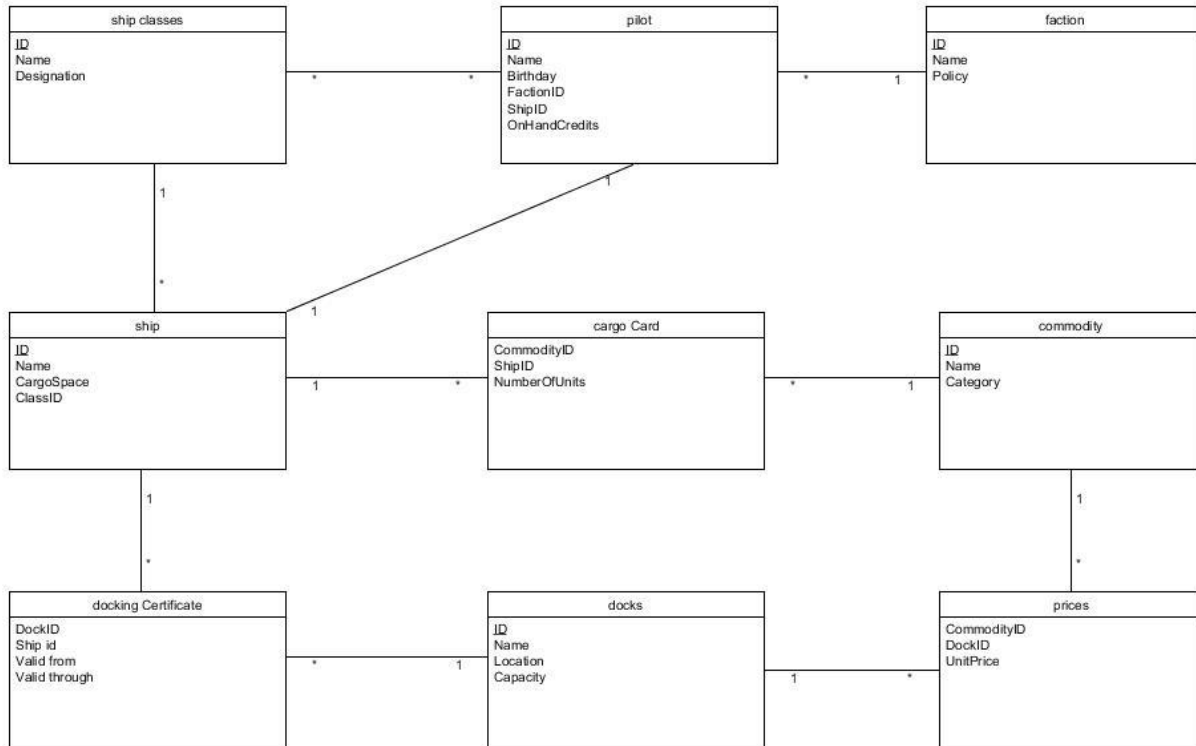 ship classes
ID
Name
Designation
pilot
ID
Name
Birthday
FactionID
ShipID
OnHandCredits
faction
ID
Name
Policy
* *
* 1
1
*
1
1
ship
ID
Name
CargoSpace
ClassID
cargo Card
CommodityID
ShipID
NumberOfUnits
commodity
ID
Name
Category
1 *
* 1
1
*
1
*
docking Certificate
DockID
Ship id
Valid from
Valid through
docks
ID
Name
Location
Capacity
prices
CommodityID
DockID
UnitPrice
* 1
1 *